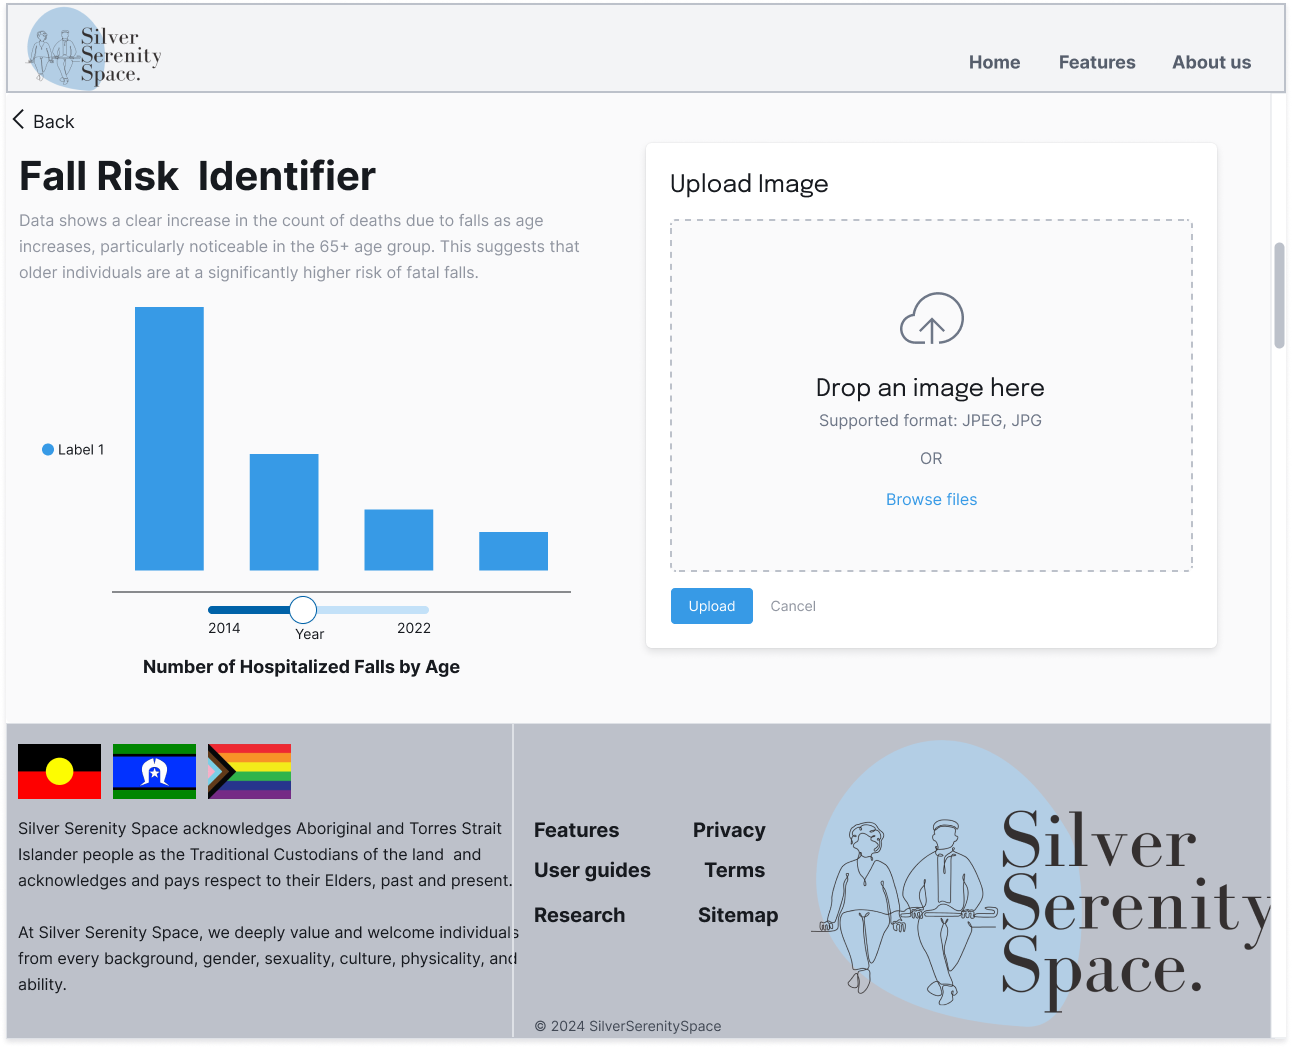 Silver
Serenity
Space.
Home Features About us
Back
Fall Risk Identifier
Data shows a clear increase in the count of deaths due to falls as age
increases, particularly noticeable in the 65+ age group. This suggests that
older individuals are at a significantly higher risk of fatal falls.
Label 1
2014 Year 2022
Number of Hospitalized Falls by Age
Upload Image
Drop an image here
Supported format: JPEG, JPG
OR
Browse files
Upload Cancel
Silver Serenity Space acknowledges Aboriginal and Torres Strait
Islander people as the Traditional Custodians of the land and
acknowledges and pays respect to their Elders, past and present.
At Silver Serenity Space, we deeply value and welcome individuals
from every background, gender, sexuality, culture, physicality, and
ability.
Features Privacy
User guides Terms
Research Sitemap
© 2024 SilverSerenitySpace
Silver
Serenity
Space.